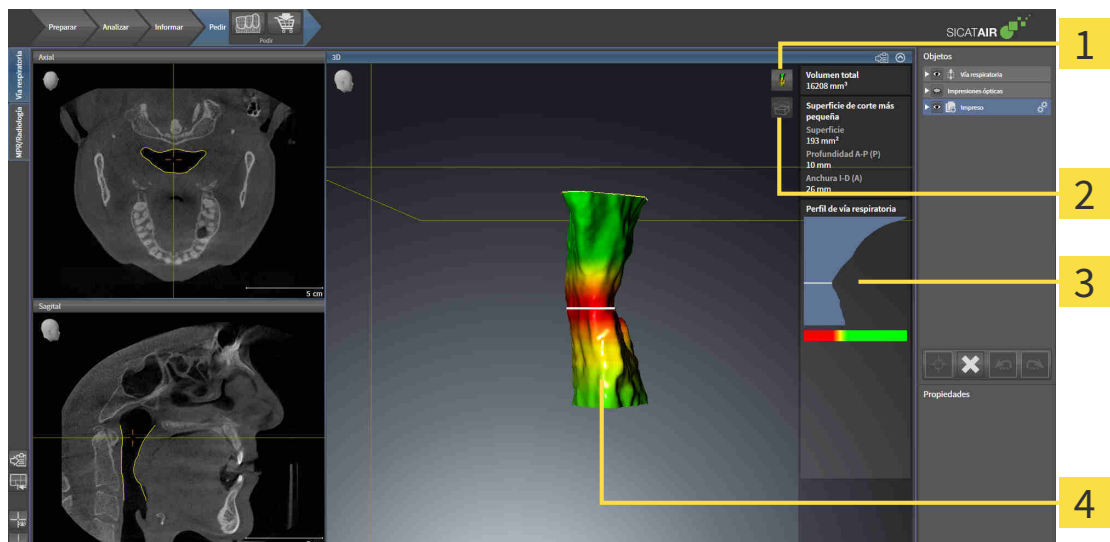 Preparar
Analizar
Informar
Pedir
Pedir
SICATAIR
1
Vía respiratoria
MPR/Radiología
Axial
3D
Objetos
Volumen total
16208 mm³
Vía respiratoria
Impresiones ópticas
Impreso
Superficie de corte más
pequeña
Superficie
193 mm²
Profundidad A-P (P)
10 mm
Anchura I-D (A)
26 mm
2
Perfil de vía respiratoria
3
5 cm
Sagital
Propiedades
4